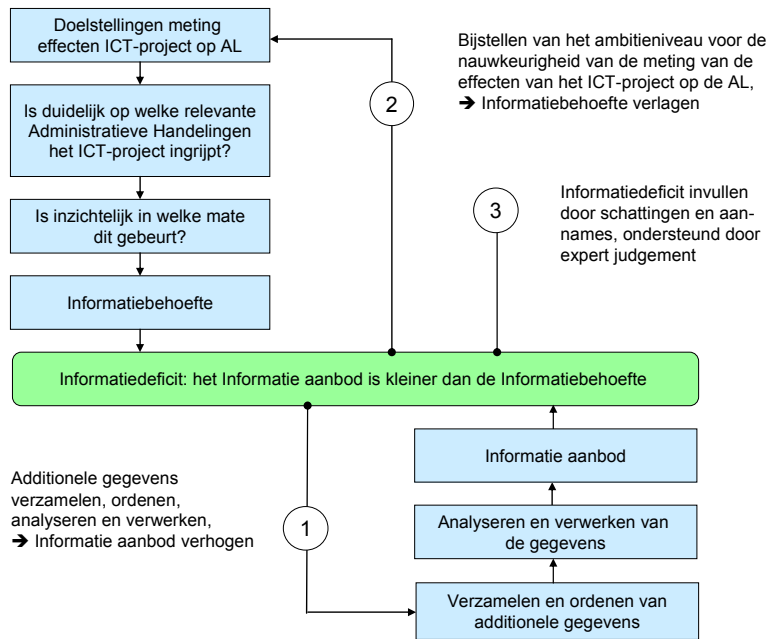 Doelstellingen meting
effecten ICT-project op AL
Is duidelijk op welke relevante
Administratieve Handelingen
het ICT-project ingrijpt?
Is inzichtelijk in welke mate
dit gebeurt?
Informatiebehoefte
2
Bijstellen van het ambitieniveau voor de
nauwkeurigheid van de meting van de
effecten van het ICT-project op de AL,
➔ Informatiebehoefte verlagen
3
Informatiedeficit invullen
door schattingen en aan-
names, ondersteund door
expert judgement
Informatiedeficit: het Informatie aanbod is kleiner dan de Informatiebehoefte
Additionele gegevens
verzamelen, ordenen,
analyseren en verwerken,
➔ Informatie aanbod verhogen
1
Informatie aanbod
Analyseren en verwerken van
de gegevens
Verzamelen en ordenen van
additionele gegevens